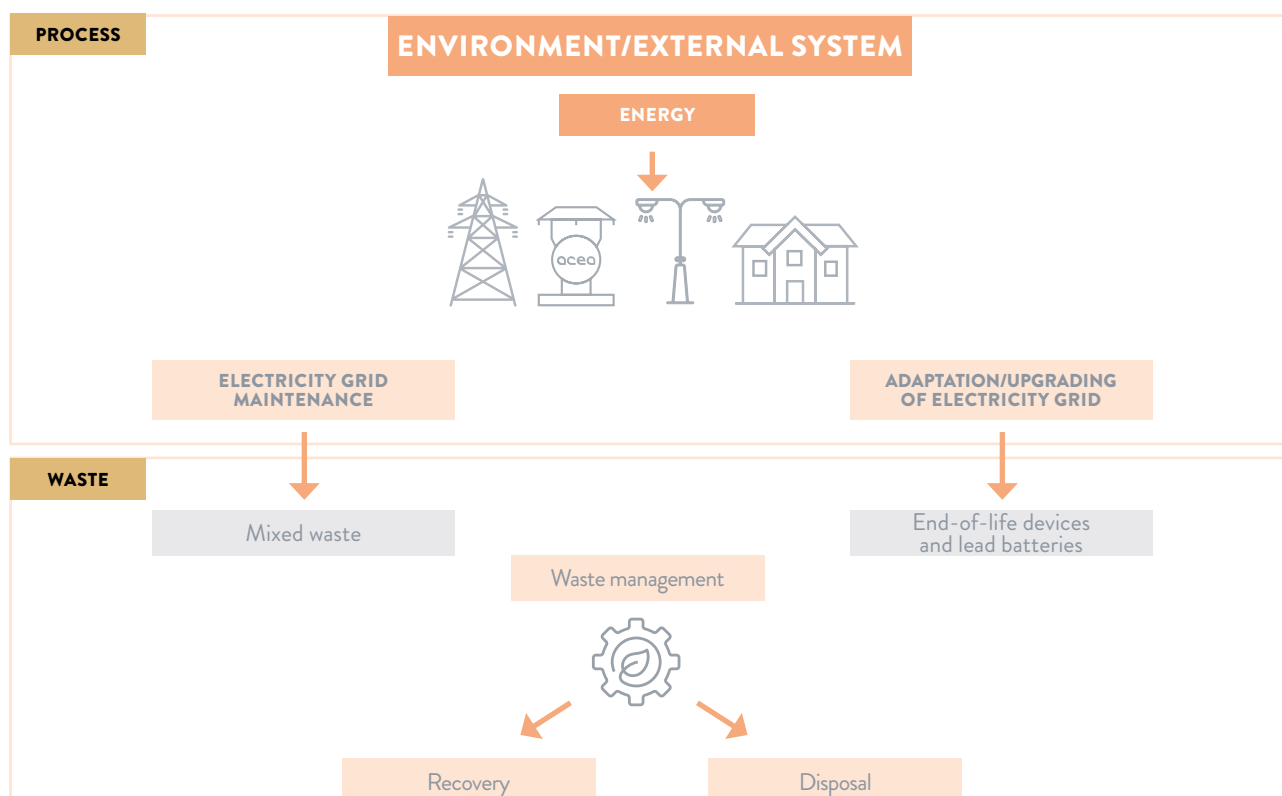 PROCESS
ENVIRONMENT/EXTERNAL SYSTEM
ENERGY
acea
ELECTRICITY GRID
MAINTENANCE
ADAPTATION/UPGRADING
OF ELECTRICITY GRID
WASTE
Mixed waste
End-of-life devices
and lead batteries
Waste management
Recovery
Disposal